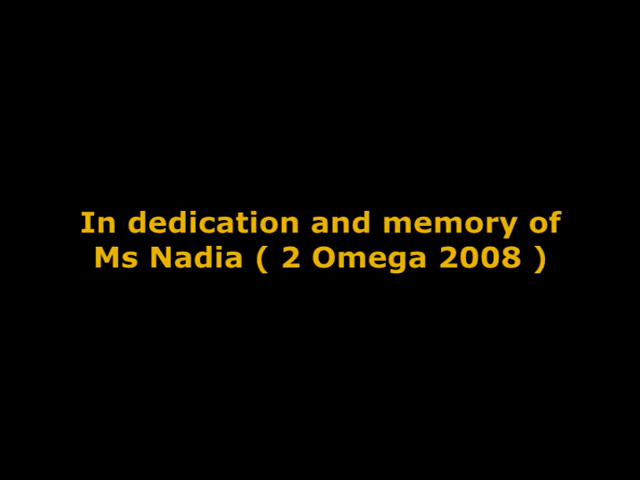 In dedication and memory of
Ms Nadia ( 2 Omega 2008 )